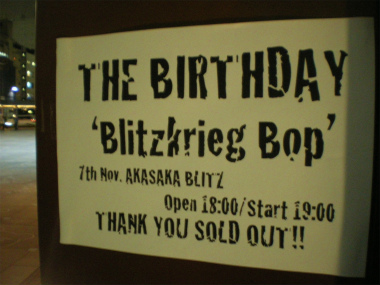 THE BIRTHDAY
‘Blitzkrieg Bop’
7th Nov. AKASAKA BLITZ
Open 18:00/Start 19:00
THANK YOU SOLD OUT!!